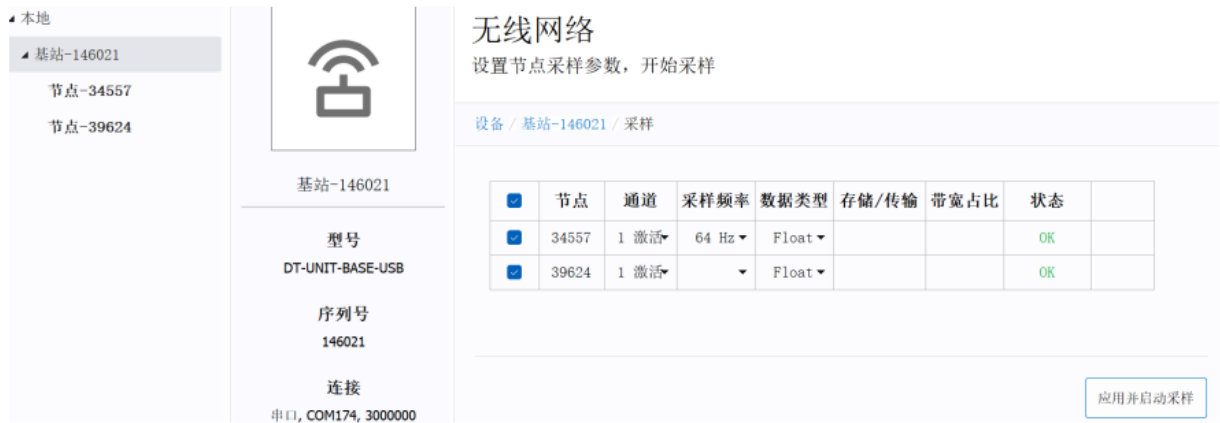 本地
基站-146021
节点-34557
节点-39624
基站-146021
型号
DT-UNIT-BASE-USB
序列号
146021
连接
串口, COM174, 3000000
无线网络
设置节点采样参数，开始采样
设备 / 基站-146021 / 采样
节点 通道 采样频率 数据类型 存储/传输 带宽占比 状态
34557 1 激活 64 Hz Float OK
39624 1 激活 Float OK
应用并启动采样